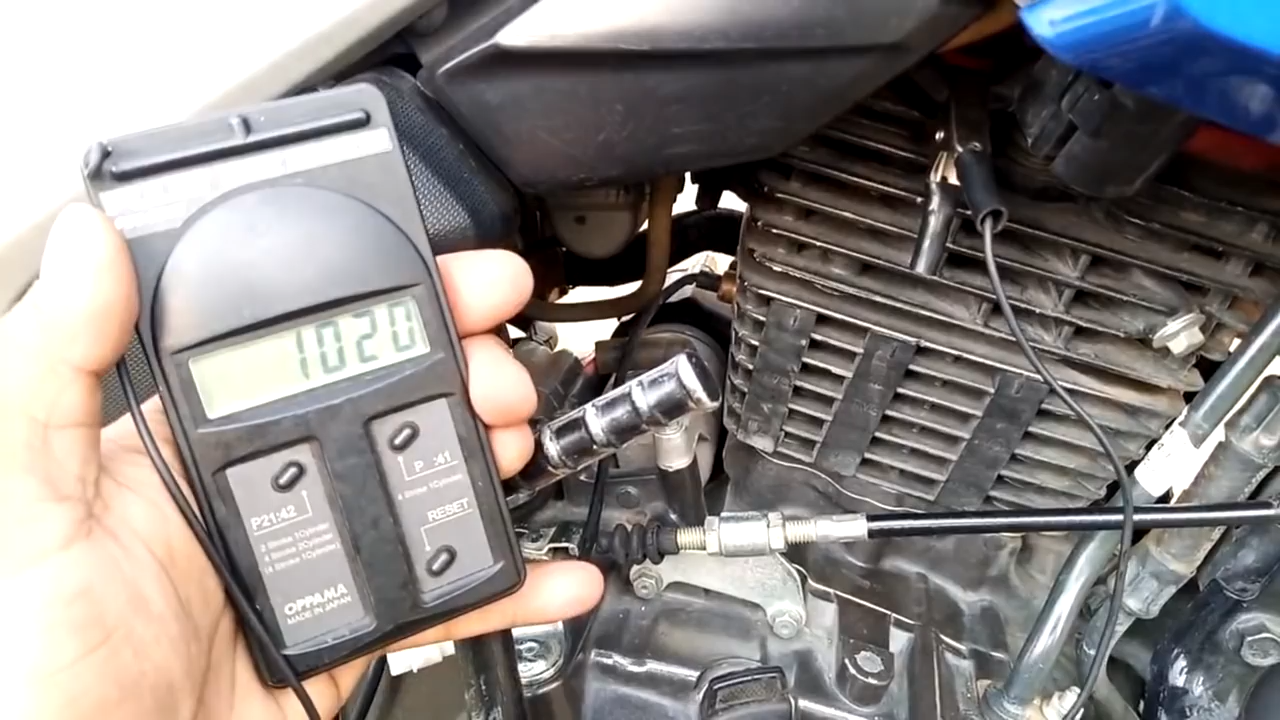 1020
P :41
4 Stroke 1Cylinder
RESET
P21:42
2 Stroke 1Cylinder
4 Stroke 2Cylinder
(4 Stroke 1Cylinder)
OPPAMA
MADE IN JAPAN